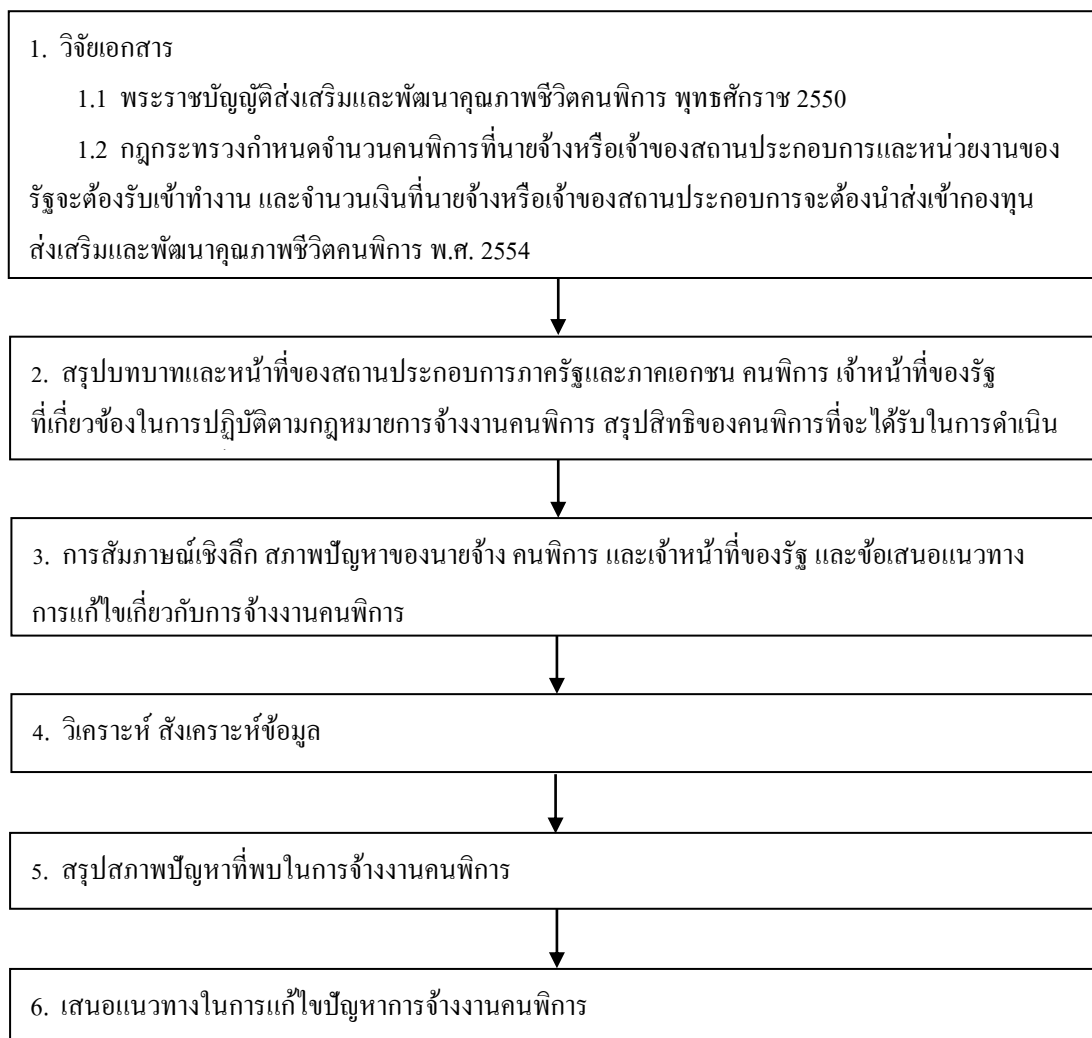 1. วิจัยเอกสาร
1.1 พระราชบัญญัติส่งเสริมและพัฒนาคุณภาพชีวิตคนพิการ พุทธศักราช 2550
1.2 กฎกระทรวงกำหนดจำนวนคนพิการที่นายจ้างหรือเจ้าของสถานประกอบการและหน่วยงานของ
รัฐจะต้องรับเข้าทำงาน และจำนวนเงินที่นายจ้างหรือเจ้าของสถานประกอบการจะต้องนำส่งเข้ากองทุน
ส่งเสริมและพัฒนาคุณภาพชีวิตคนพิการ พ.ศ. 2554
2. สรุปบทบาทและหน้าที่ของสถานประกอบการภาครัฐและภาคเอกชน คนพิการ เจ้าหน้าที่ของรัฐ
ที่เกี่ยวข้องในการปฏิบัติตามกฎหมายการจ้างงานคนพิการ สรุปสิทธิของคนพิการที่จะได้รับในการดำเนิน
3. การสัมภาษณ์เชิงลึก สภาพปัญหาของนายจ้าง คนพิการ และเจ้าหน้าที่ของรัฐ และข้อเสนอแนวทาง
การแก้ไขเกี่ยวกับการจ้างงานคนพิการ
4. วิเคราะห์ สังเคราะห์ข้อมูล
5. สรุปสภาพปัญหาที่พบในการจ้างงานคนพิการ
6. เสนอแนวทางในการแก้ไขปัญหาการจ้างงานคนพิการ